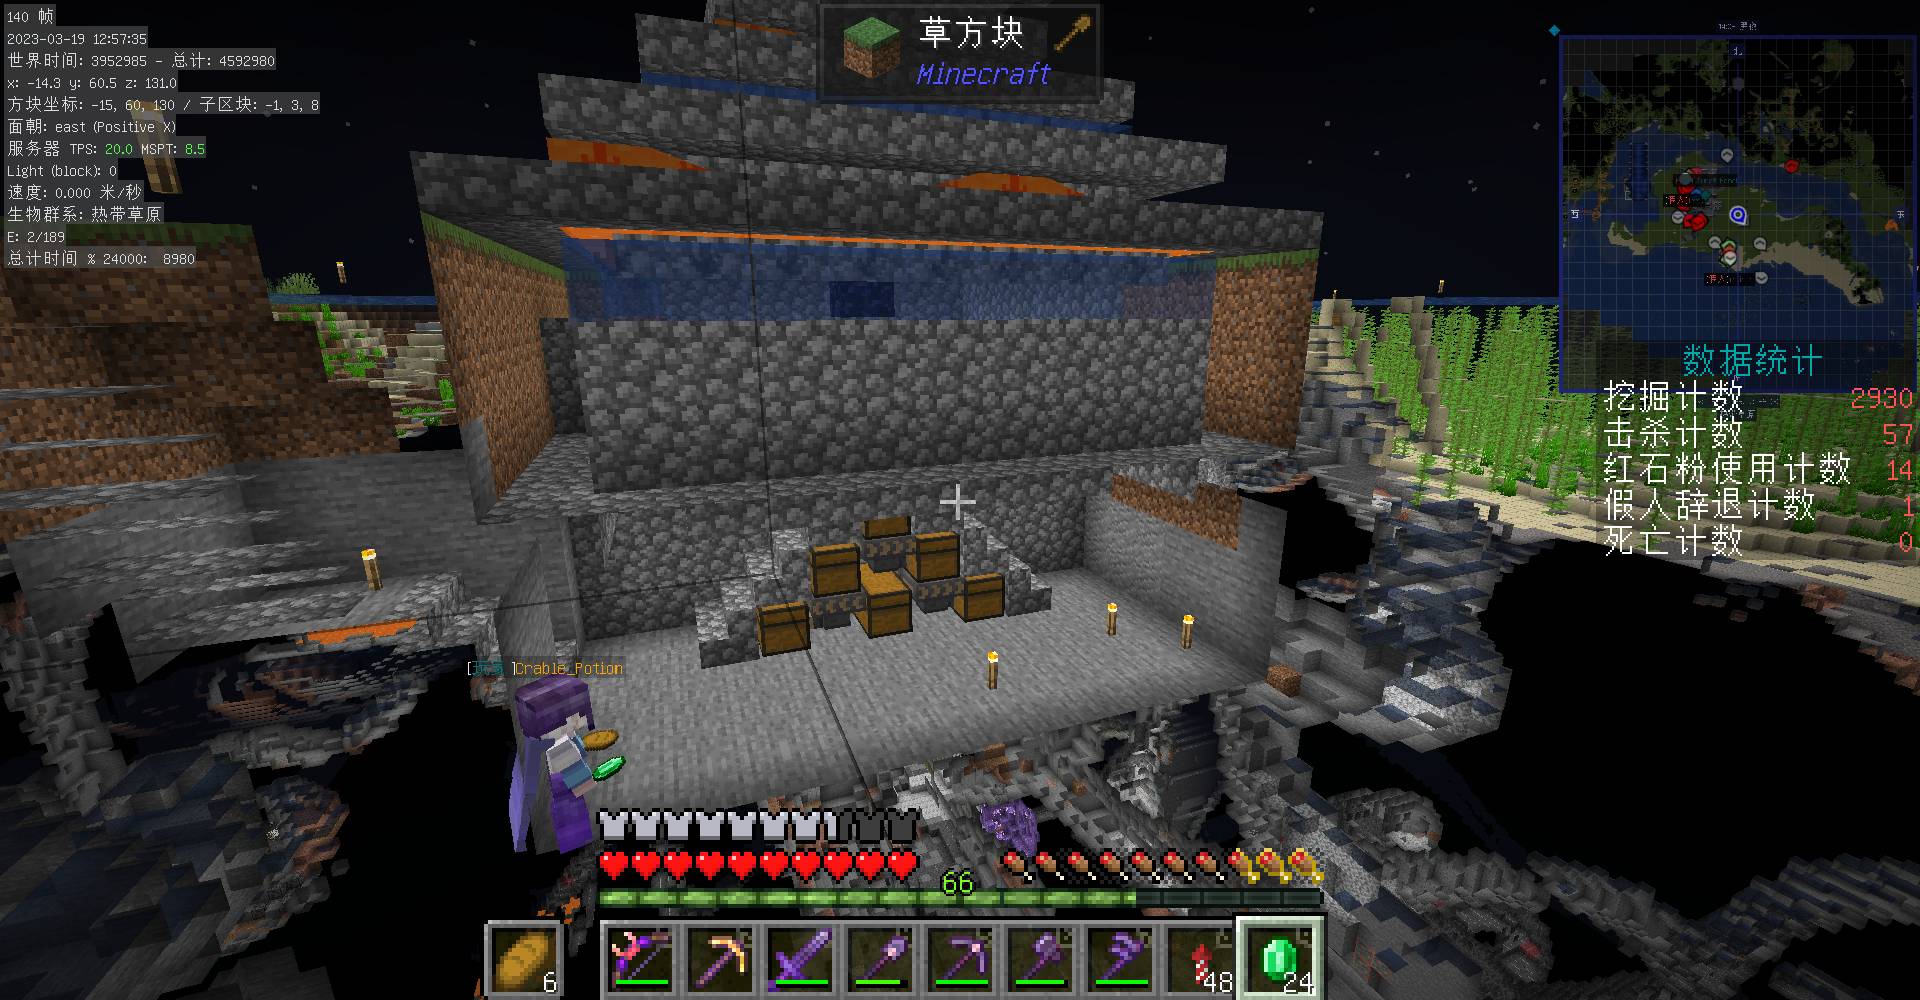 140 帧
2023-03-19 12:57:35
世界时间: 3952985 - 总计: 4592980
x: -14.3 y: 60.5 z: 131.0
方块坐标: -15, 60, 130 / 子区块: -1, 3, 8
面朝: east (Positive X)
服务器 TPS: 20.0 MSPT: 8.5
Light (block): 0
速度: 0.000 米/秒
生物群系: 热带草原
E: 2/189
总计时间 % 24000: 8980
草方块
Minecraft
北
西
东
数据统计
挖掘计数 2930
击杀计数 57
红石粉使用计数 14
假人辞退计数 1
死亡计数 0
[玩家]Crable_Potion
66
6
48
24